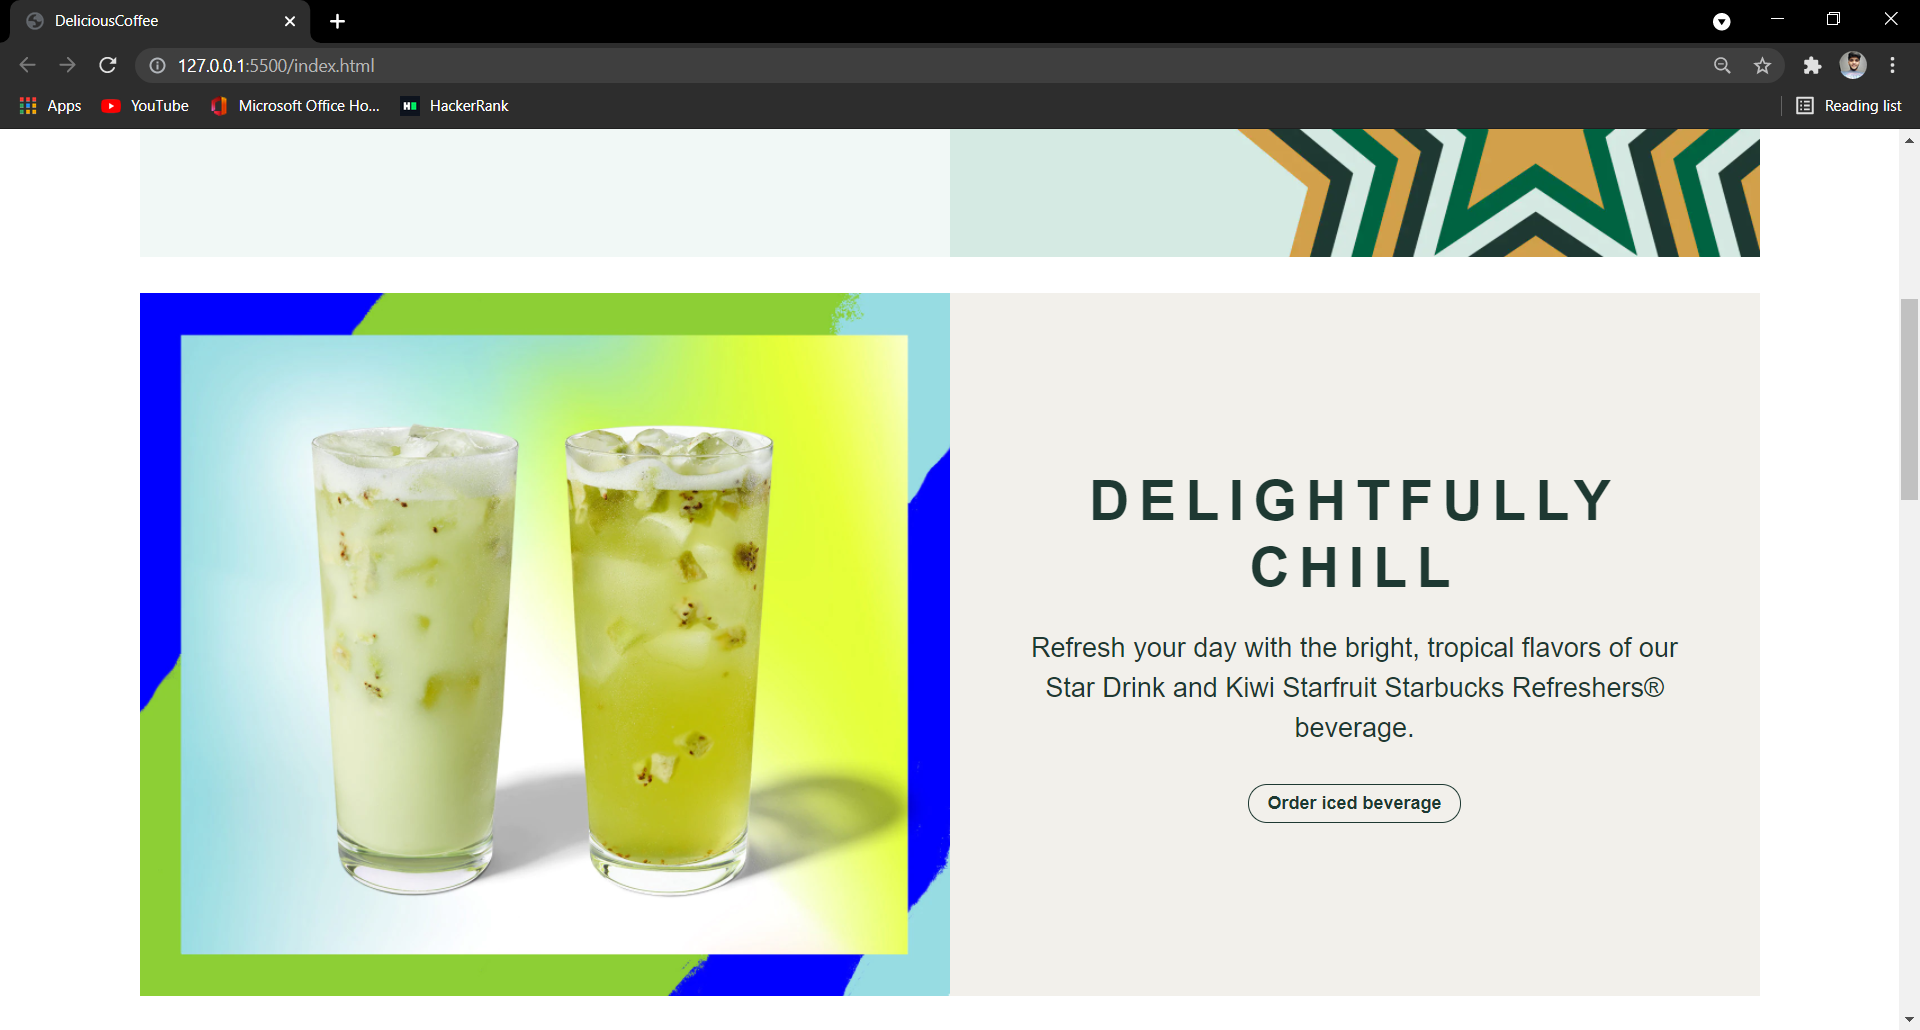 DeliciousCoffee
127.0.0.1:5500/index.html
Apps YouTube Microsoft Office Ho... HackerRank Reading list
DELIGHTFULLY
CHILL
Refresh your day with the bright, tropical flavors of our
Star Drink and Kiwi Starfruit Starbucks Refreshers®
beverage.
Order iced beverage